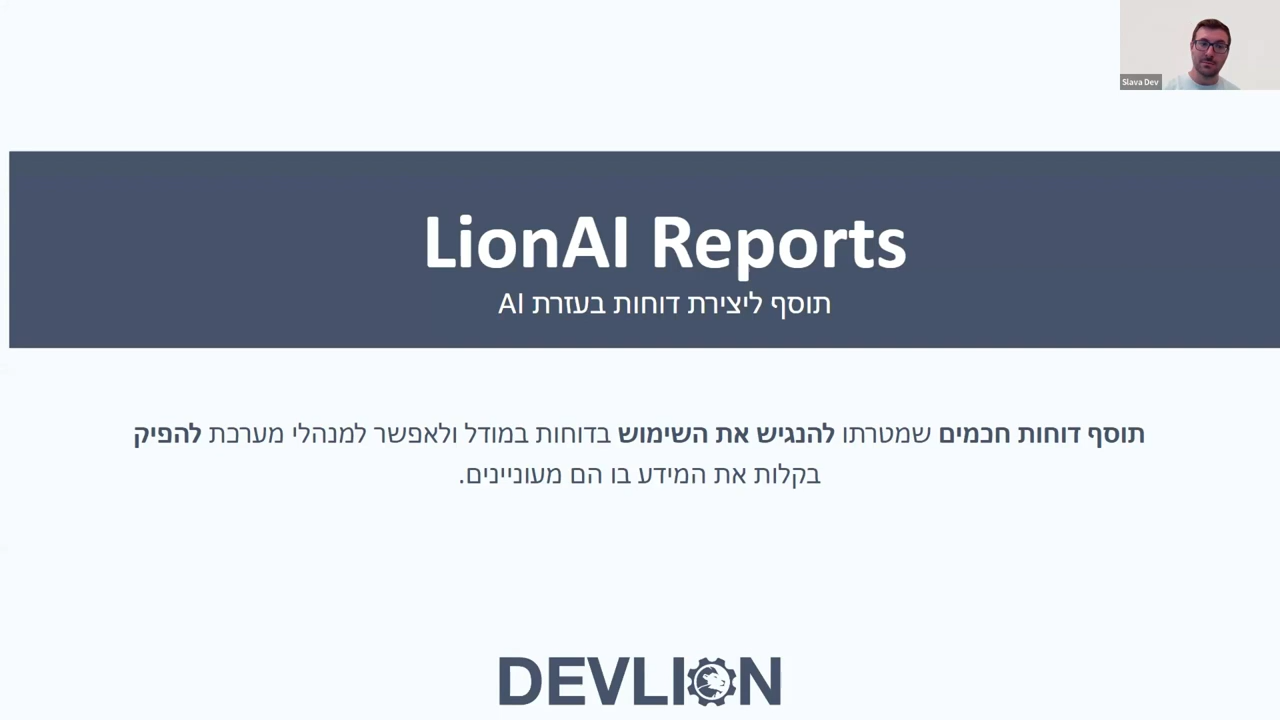 Slava Dev
LionAI Reports
תוסף ליצירת דוחות בעזרת AI
תוסף דוחות חכמים שמטרתו להנגיש את השימוש בדוחות במודל ולאפשר למנהלי מערכת להפיק
בקלות את המידע בו הם מעוניינים.
DEVLION